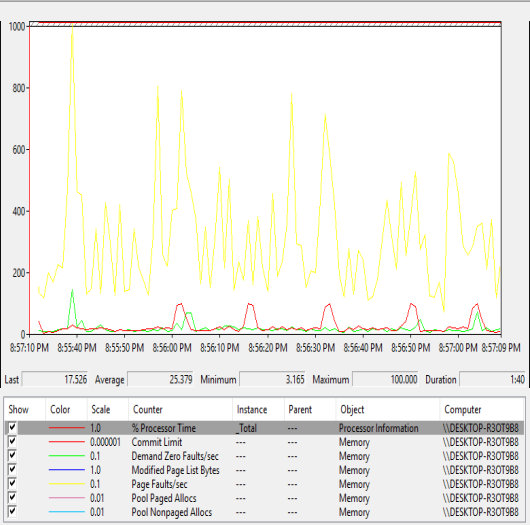 1000
800
600
400
200
0
8:57:10 PM 8:55:40 PM 8:55:50 PM 8:56:00 PM 8:56:10 PM 8:56:20 PM 8:56:30 PM 8:56:40 PM 8:56:50 PM 8:57:00 PM 8:57:09 PM
Last 17.526 Average 25.379 Minimum 3.165 Maximum 100.000 Duration 1:40
Show Color Scale Counter Instance Parent Object Computer
1.0 % Processor Time _Total --- Processor Information \\DESKTOP-R3OT9B8
0.000001 Commit Limit --- --- Memory \\DESKTOP-R3OT9B8
0.1 Demand Zero Faults/sec --- --- Memory \\DESKTOP-R3OT9B8
1.0 Modified Page List Bytes --- --- Memory \\DESKTOP-R3OT9B8
0.1 Page Faults/sec --- --- Memory \\DESKTOP-R3OT9B8
0.01 Pool Paged Allocs --- --- Memory \\DESKTOP-R3OT9B8
0.01 Pool Nonpaged Allocs --- --- Memory \\DESKTOP-R3OT9B8